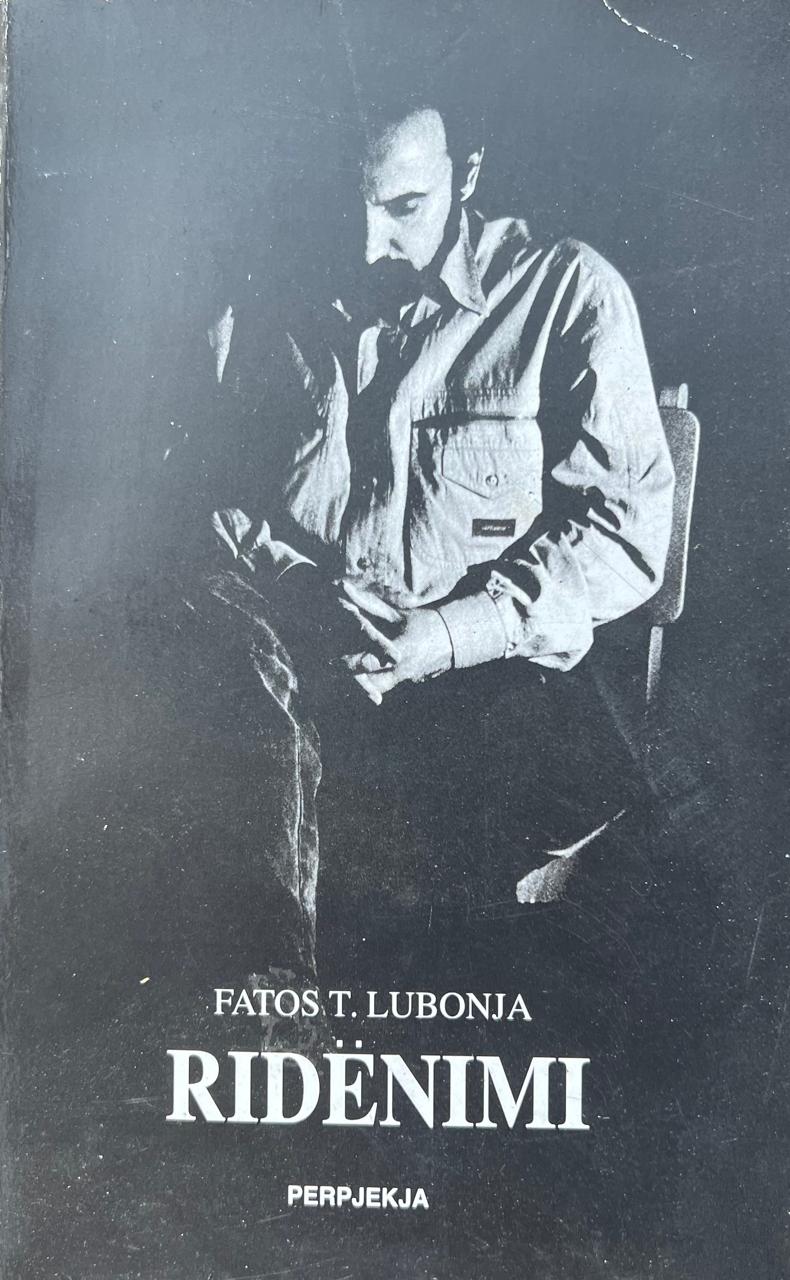 FATOS T. LUBONJA
RIDËNIMI
PERPJEKJA